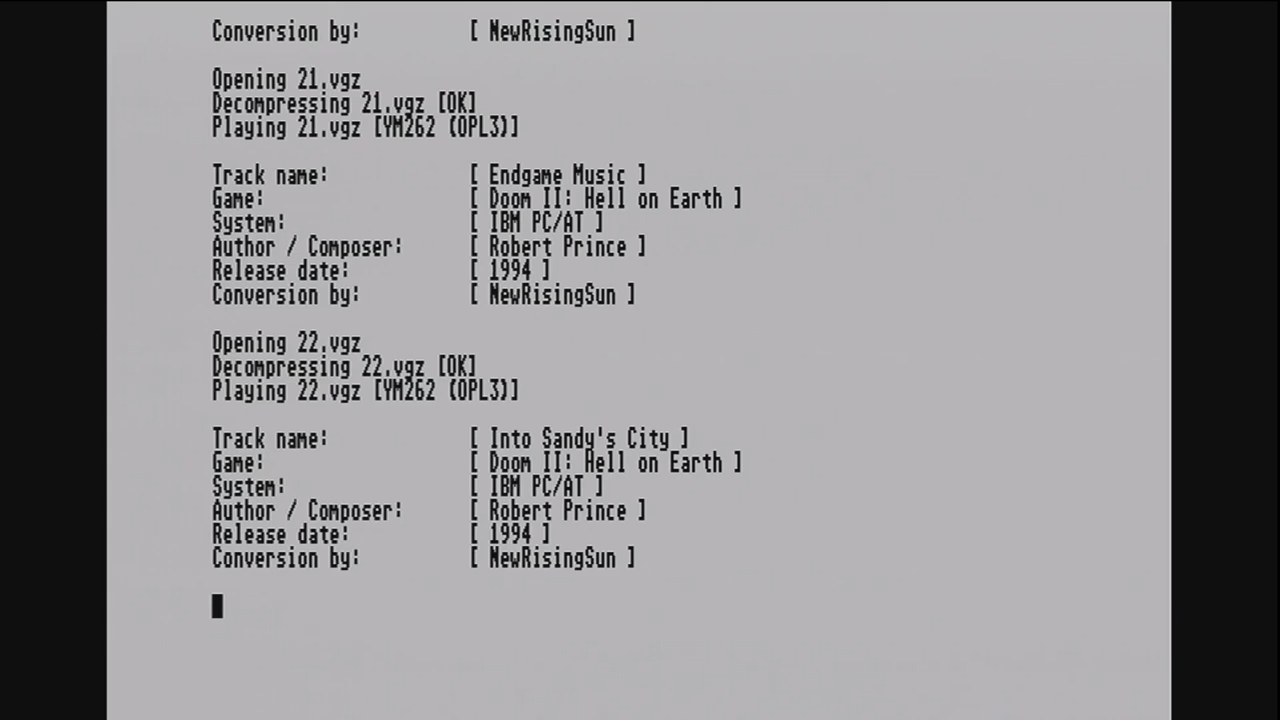 Conversion by: [ NewRisingSun ]
Opening 21.vgz
Decompressing 21.vgz [OK]
Playing 21.vgz [YM262 (OPL3)]
Track name: [ Endgame Music ]
Game: [ Doom II: Hell on Earth ]
System: [ IBM PC/AT ]
Author / Composer: [ Robert Prince ]
Release date: [ 1994 ]
Conversion by: [ NewRisingSun ]
Opening 22.vgz
Decompressing 22.vgz [OK]
Playing 22.vgz [YM262 (OPL3)]
Track name: [ Into Sandy's City ]
Game: [ Doom II: Hell on Earth ]
System: [ IBM PC/AT ]
Author / Composer: [ Robert Prince ]
Release date: [ 1994 ]
Conversion by: [ NewRisingSun ]